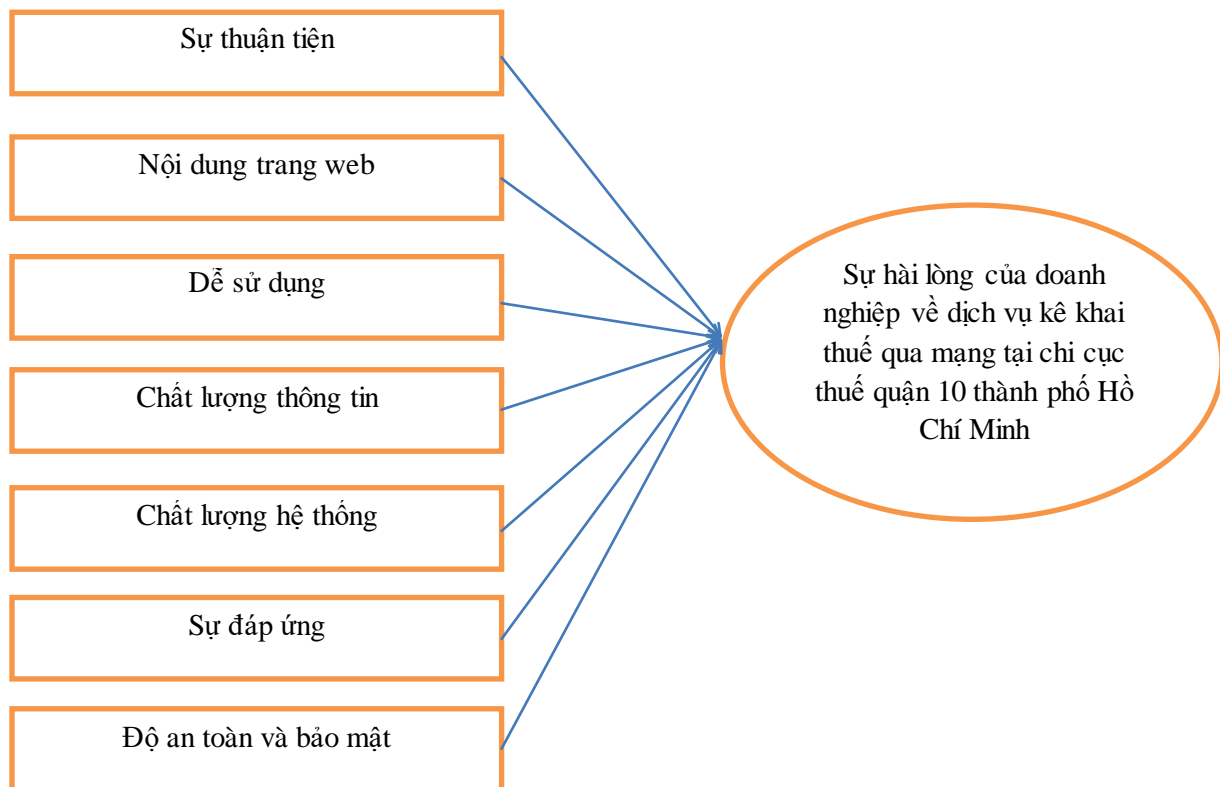 Sự thuận tiện
Nội dung trang web
Dễ sử dụng
Chất lượng thông tin
Chất lượng hệ thống
Sự đáp ứng
Độ an toàn và bảo mật
Sự hài lòng của doanh
nghiệp về dịch vụ kê khai
thuế qua mạng tại chi cục
thuế quận 10 thành phố Hồ
Chí Minh